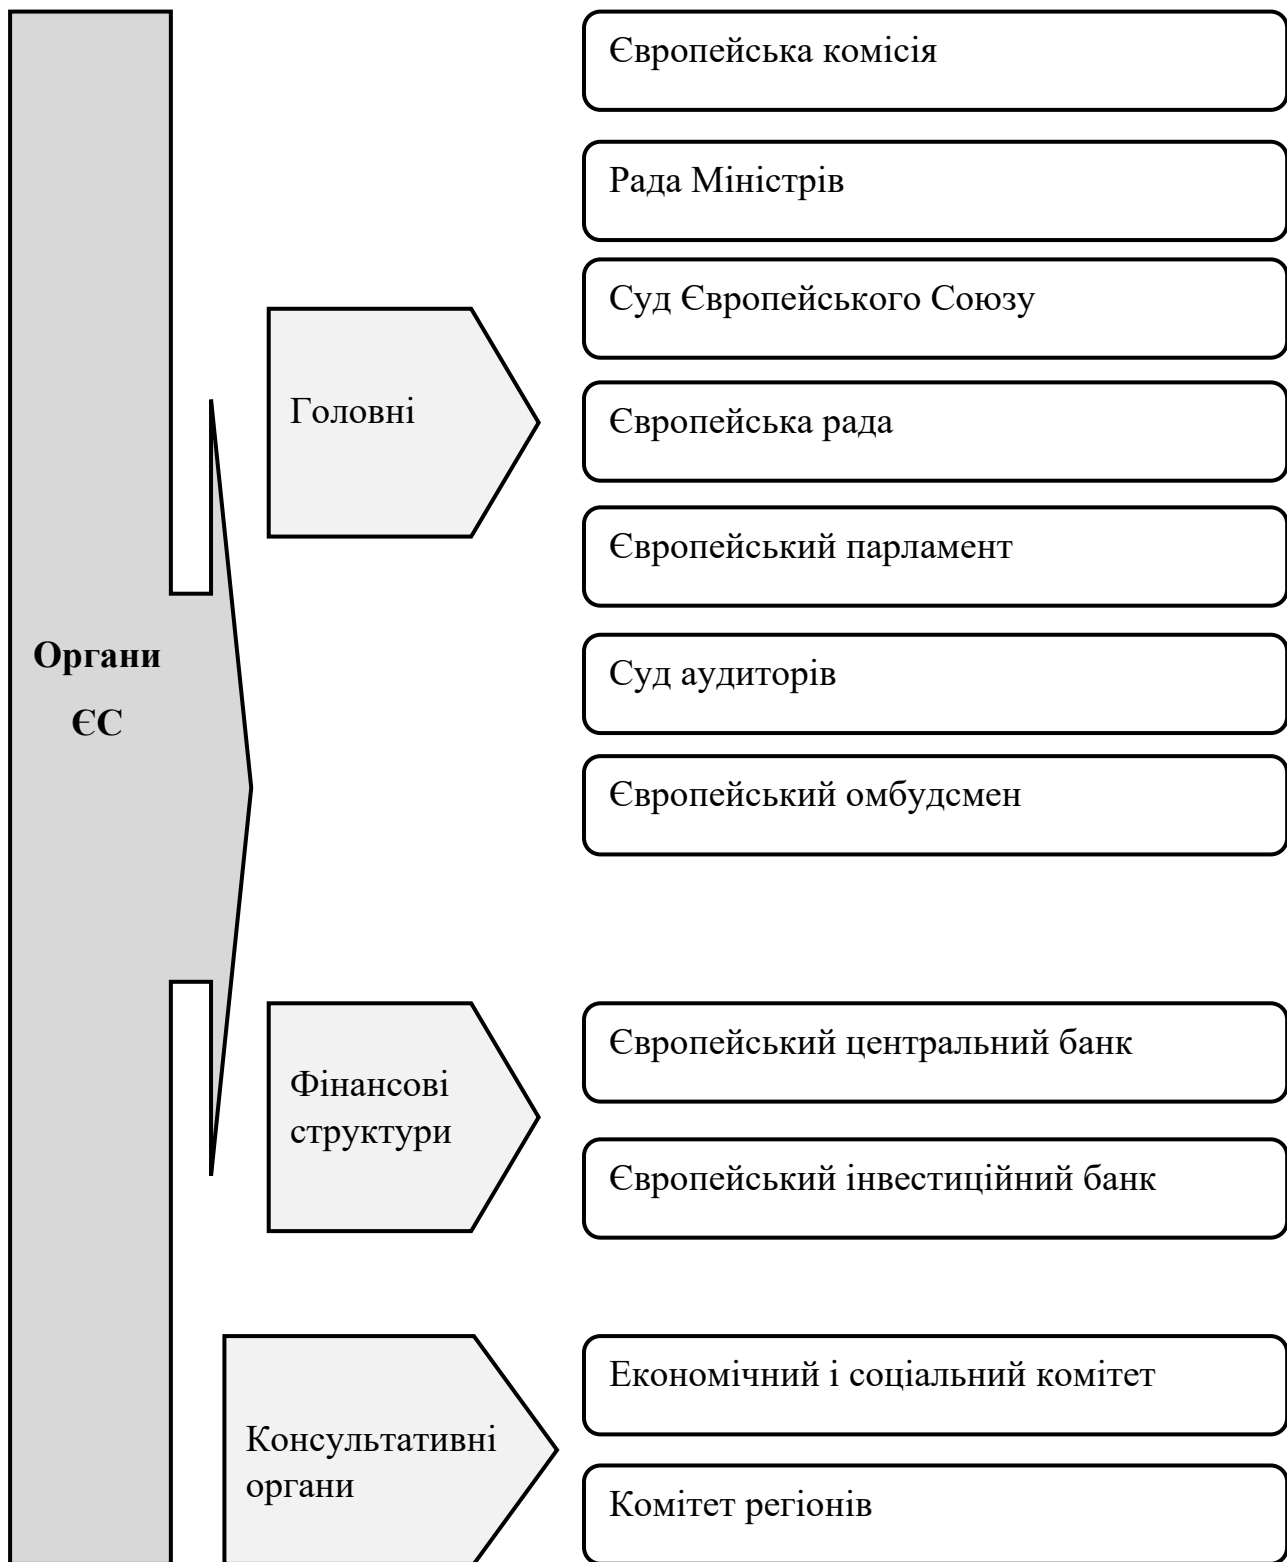 Органи
ЄС
Головні
Європейська комісія
Рада Міністрів
Суд Європейського Союзу
Європейська рада
Європейський парламент
Суд аудиторів
Європейський омбудсмен
Фінансові
структури
Європейський центральний банк
Європейський інвестиційний банк
Консультативні
органи
Економічний і соціальний комітет
Комітет регіонів